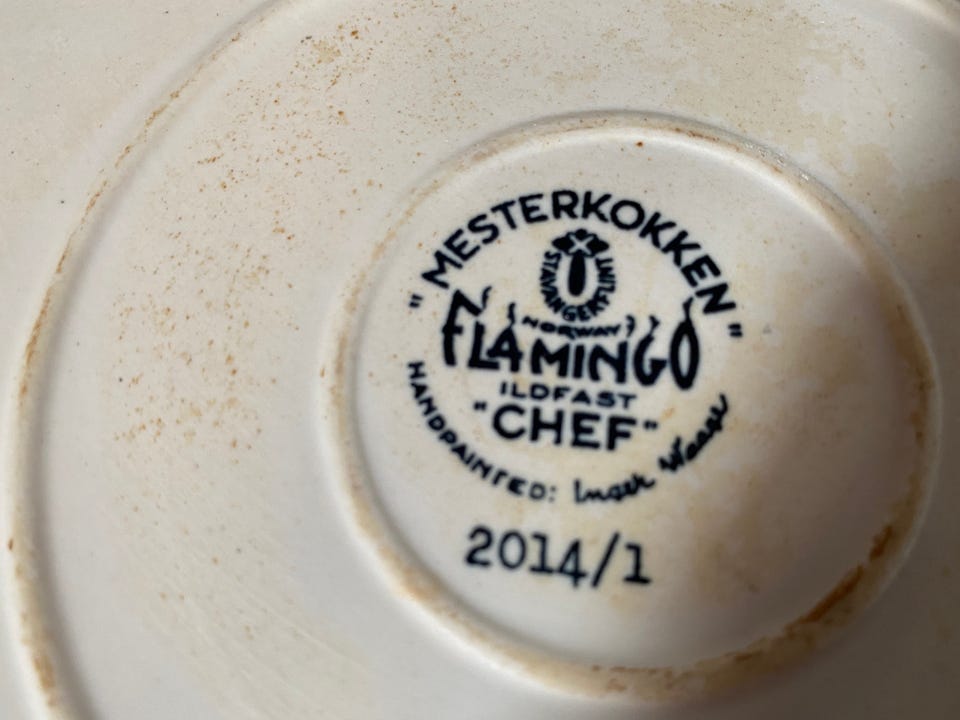 "MESTERKOKKEN"
STAVANGERFLINT
NORWAY
FLAMINGO
ILDFAST
"CHEF"
HANDPAINTED: Inger Waage
2014/1